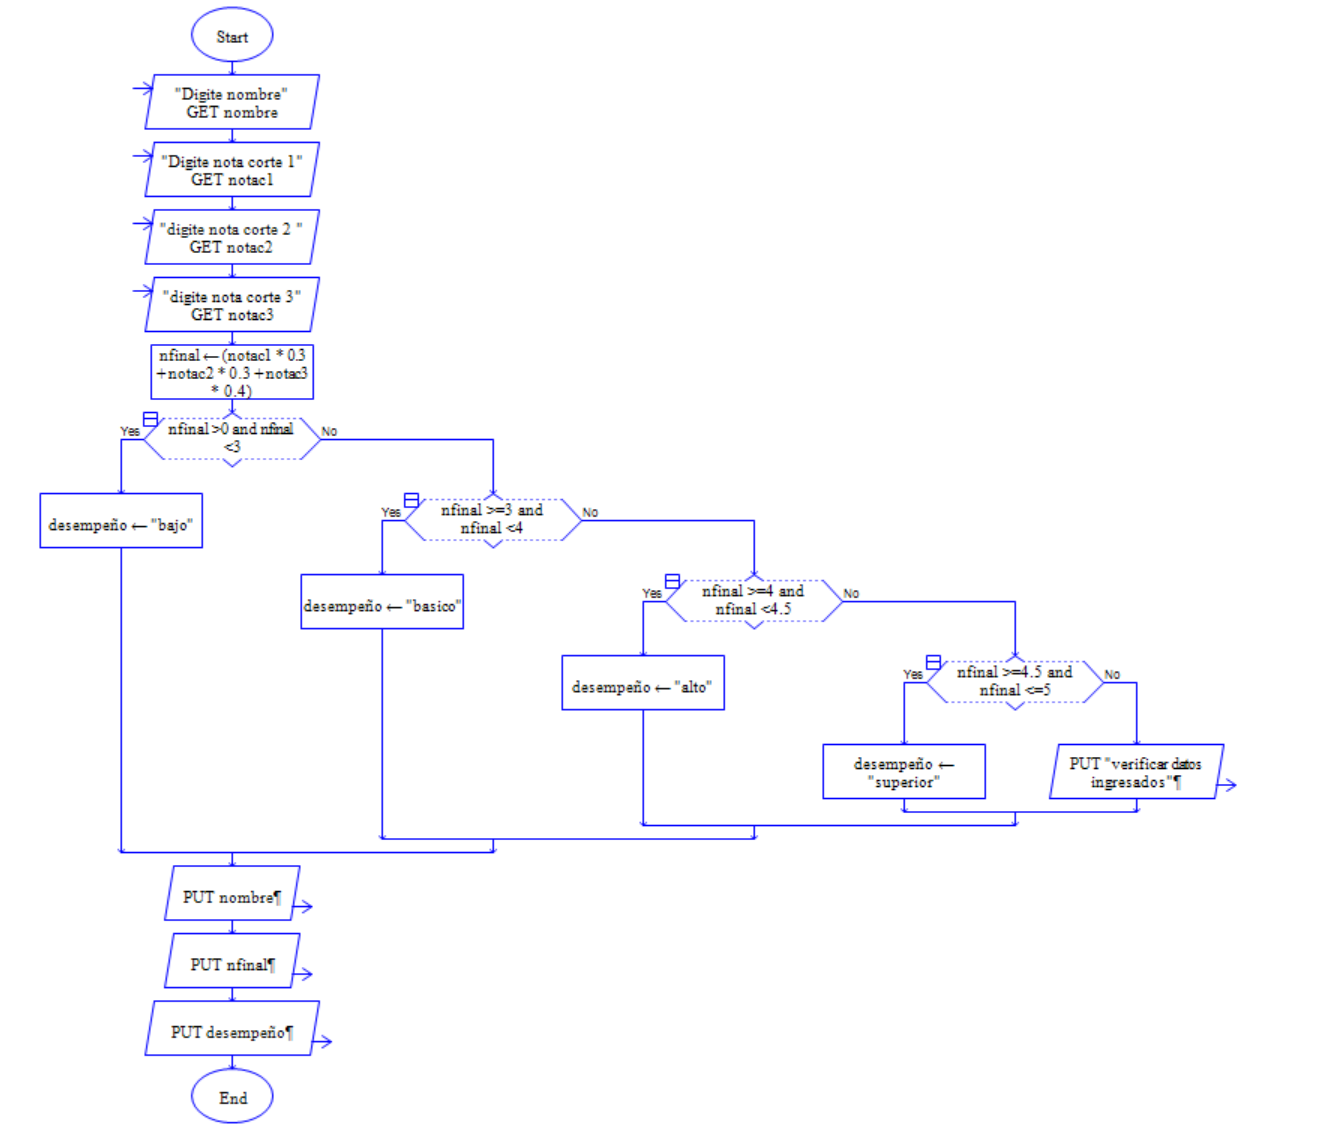 Start
"Digite nombre"
GET nombre
"Digite nota corte 1"
GET notac1
"digite nota corte 2 "
GET notac2
"digite nota corte 3"
GET notac3
nfinal ← (notac1 * 0.3
+notac2 * 0.3 +notac3
* 0.4)
Yes
nfinal >0 and nfinal
<3
No
desempeño ← "bajo"
Yes
nfinal >=3 and
nfinal <4
No
desempeño ← "basico"
Yes
nfinal >=4 and
nfinal <4.5
No
desempeño ← "alto"
Yes
nfinal >=4.5 and
nfinal <=5
No
desempeño ←
"superior"
PUT "verificar datos
ingresados"¶
PUT nombre¶
PUT nfinal¶
PUT desempeño¶
End